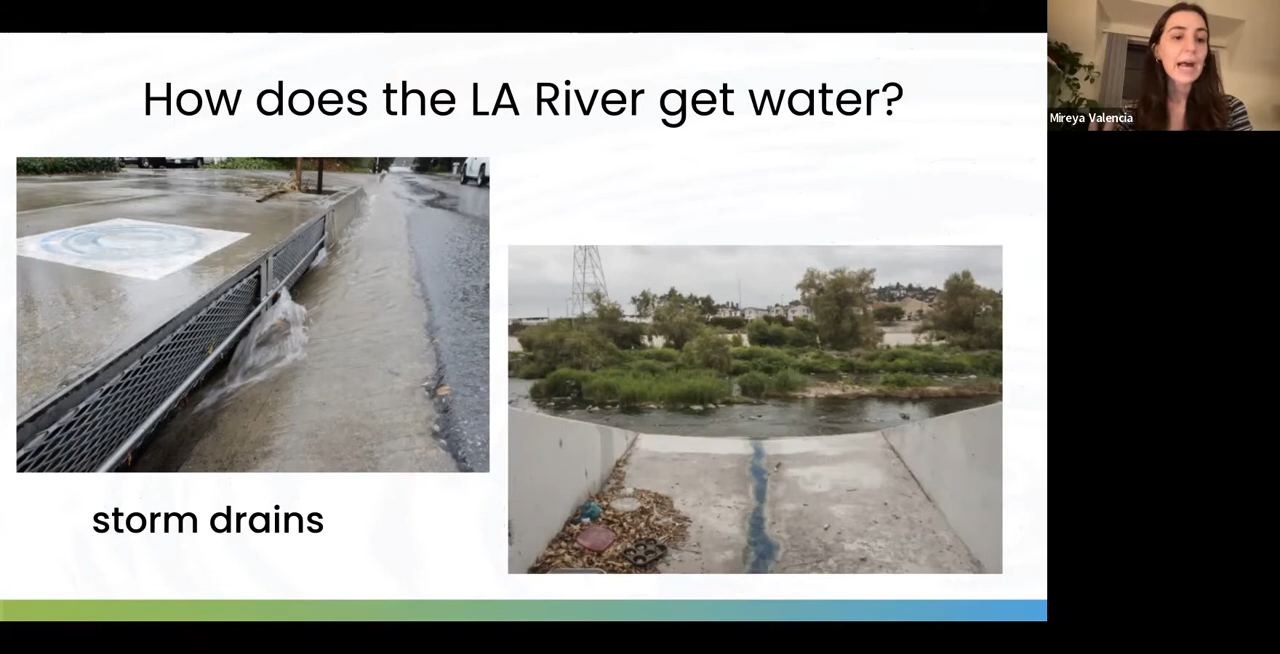 How does the LA River get water?
Mireya Valencia
storm drains